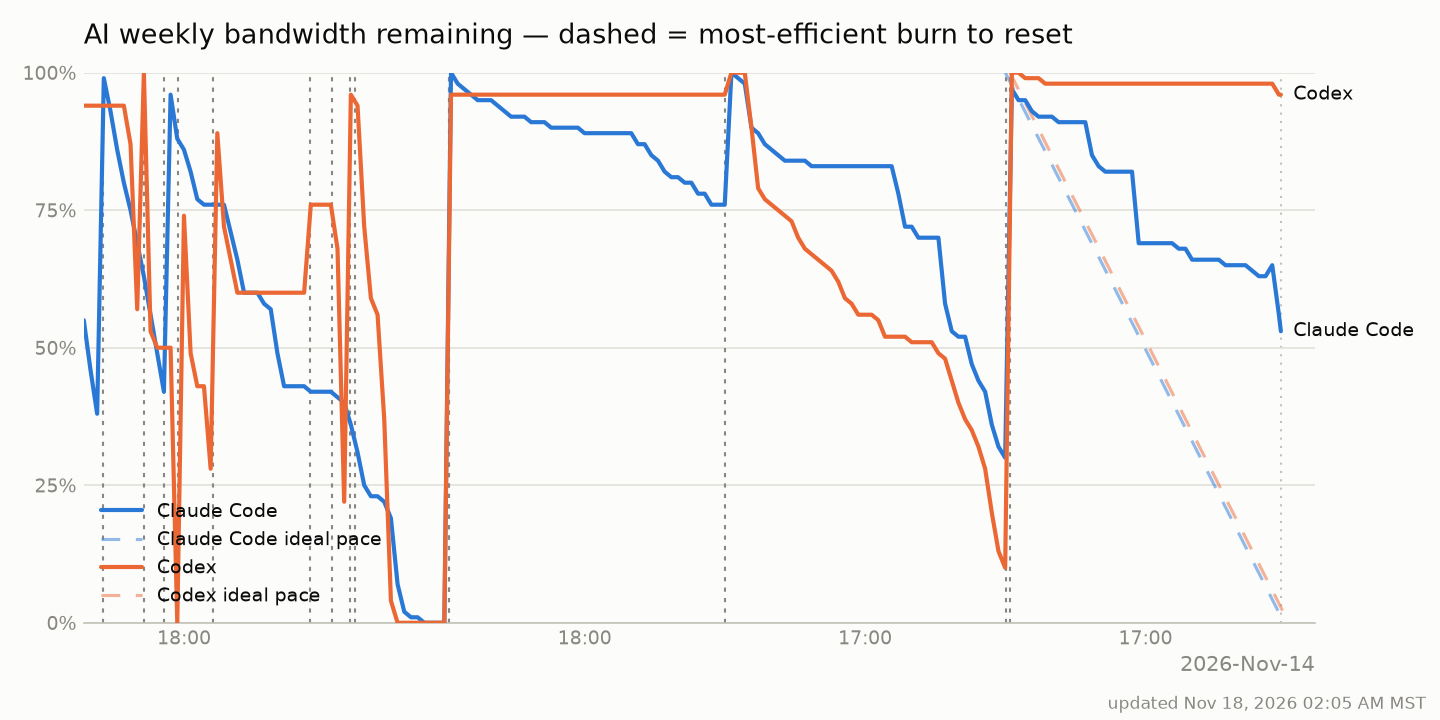 AI weekly bandwidth remaining — dashed = most-efficient burn to reset
100%
75%
50%
25%
0%
Codex
Claude Code
Claude Code
Claude Code ideal pace
Codex
Codex ideal pace
18:00
18:00
17:00
17:00
2026-Nov-14
updated Nov 18, 2026 02:05 AM MST